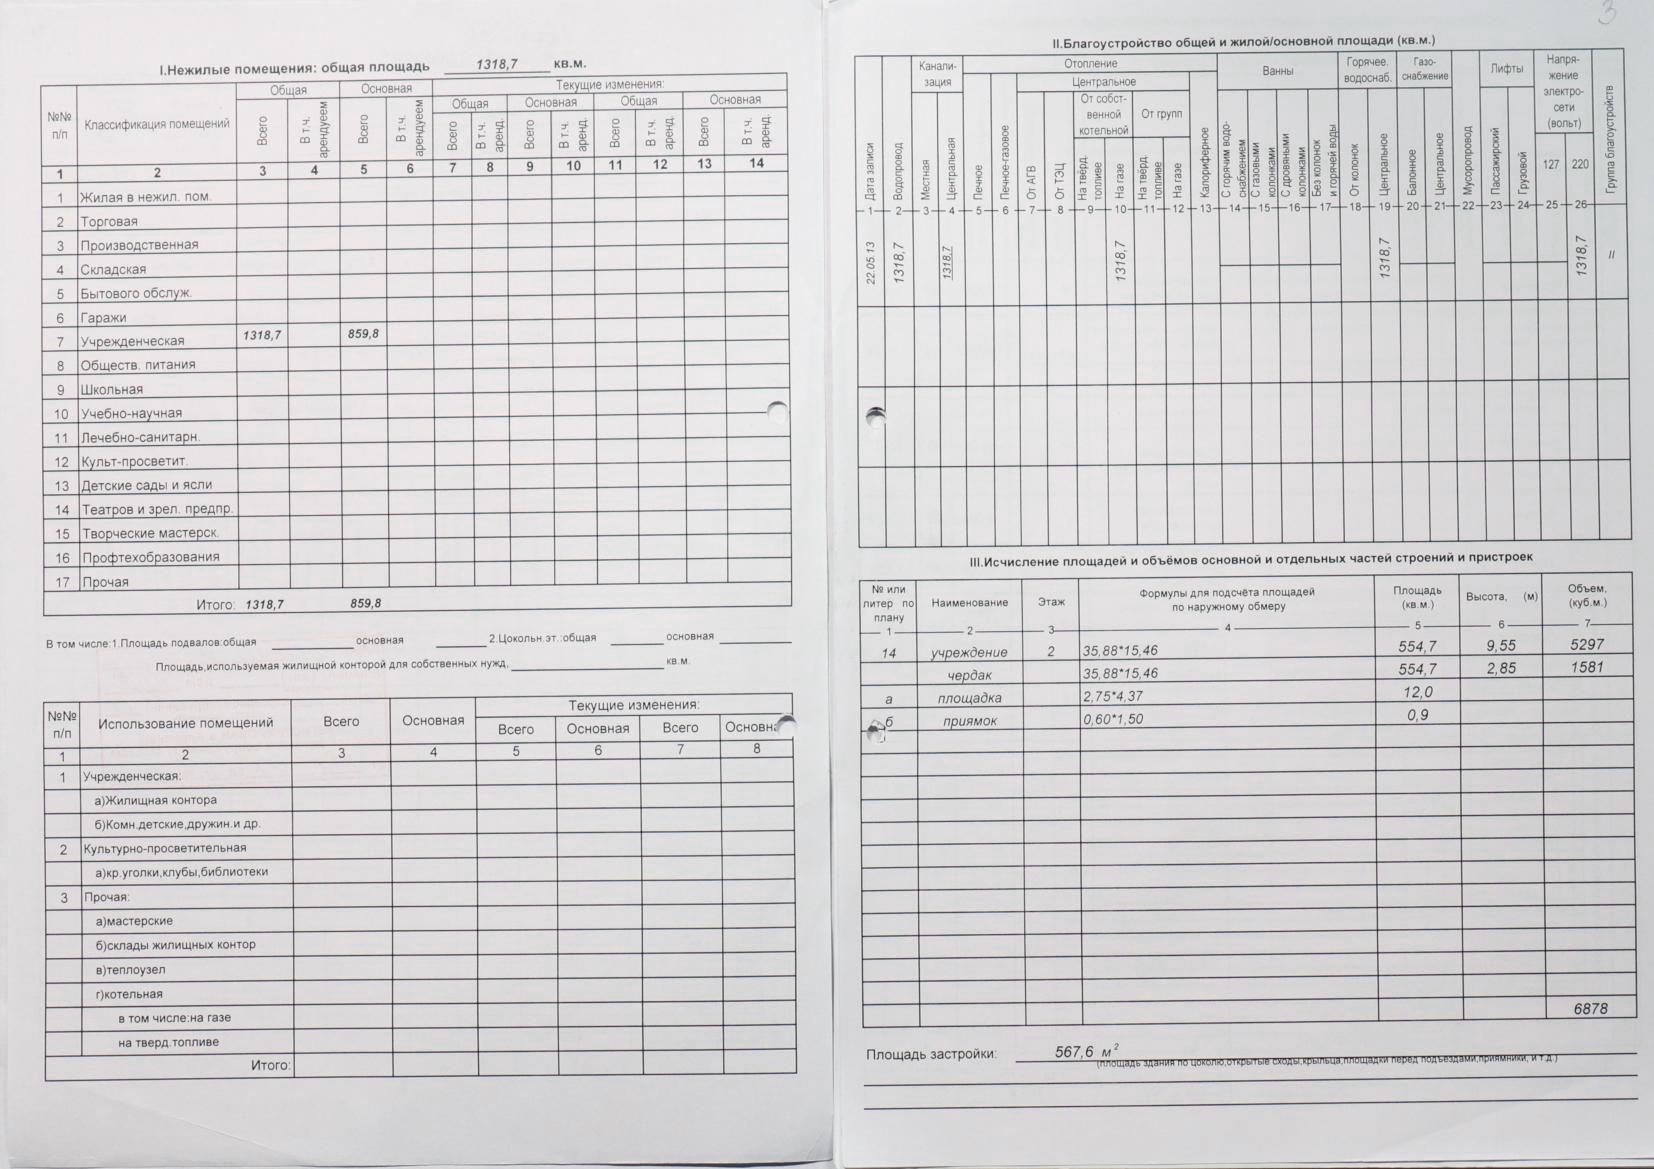 I.Нежилые помещения: общая площадь 1318,7 кв.м.
№№ п/п
Классификация помещений
Общая
Основная
Текущие изменения:
Общая
Основная
Общая
Основная
Всего
В т.ч. арендуеем
Всего
В т.ч. арендуеем
Всего
В т.ч. аренд.
Всего
В т.ч. аренд.
Всего
В т.ч. аренд.
Всего
В т.ч. аренд.
1 2 3 4 5 6 7 8 9 10 11 12 13 14
1 Жилая в нежил. пом.
2 Торговая
3 Производственная
4 Складская
5 Бытового обслуж.
6 Гаражи
7 Учрежденческая 1318,7 859,8
8 Обществ. питания
9 Школьная
10 Учебно-научная
11 Лечебно-санитарн.
12 Культ-просветит.
13 Детские сады и ясли
14 Театров и зрел. предпр.
15 Творческие мастерск.
16 Профтехобразования
17 Прочая
Итого: 1318,7 859,8
В том числе:1.Площадь подвалов:общая основная 2.Цокольн.эт.:общая основная
Площадь,используемая жилищной конторой для собственных нужд, кв.м.
№№ п/п
Использование помещений
Всего
Основная
Текущие изменения:
Всего
Основная
Всего
Основн
1 2 3 4 5 6 7 8
1 Учрежденческая:
а)Жилищная контора
б)Комн.детские,дружин.и др.
2 Культурно-просветительная
а)кр.уголки,клубы,библиотеки
3 Прочая:
а)мастерские
б)склады жилищных контор
в)теплоузел
г)котельная
в том числе:на газе
на тверд.топливе
Итого:
3
II.Благоустройство общей и жилой/основной площади (кв.м.)
Дата записи
Водопровод
Канали-
зация
Местная
Центральная
Отопление
Печное
Печное-газовое
Центральное
От АГВ
От ТЭЦ
От собст-
венной
котельной
На твёрд. топливе
На газе
От групп
На твёрд. топливе
На газе
Калориферное
Ванны
С горячим водо-
снабжением
С газовыми колонками
С дровяными колонками
Без колонок
и горячей воды
Горячее.
водоснаб.
От колонок
Центральное
Газо-
снабжение
Балонное
Центральное
Мусоропровод
Лифты
Пассажирский
Грузовой
Напря-
жение
электро-
сети
(вольт)
127
220
Группа благоустройств
1 2 3 4 5 6 7 8 9 10 11 12 13 14 15 16 17 18 19 20 21 22 23 24 25 26
22.05.13 1318,7 1318,7 1318,7 1318,7 1318,7 II
III.Исчисление площадей и объёмов основной и отдельных частей строений и пристроек
№ или
литер по
плану
Наименование
Этаж
Формулы для подсчёта площадей
по наружному обмеру
Площадь
(кв.м.)
Высота, (м)
Объем,
(куб.м.)
1 2 3 4 5 6 7
14 учреждение 2 35,88*15,46 554,7 9,55 5297
чердак 35,88*15,46 554,7 2,85 1581
а площадка 2,75*4,37 12,0
б приямок 0,60*1,50 0,9
6878
Площадь застройки: 567,6 м²
(площадь здания по цоколю,открытые сходы,крыльца,площадки перед подъездами,приямники, и т.д.)